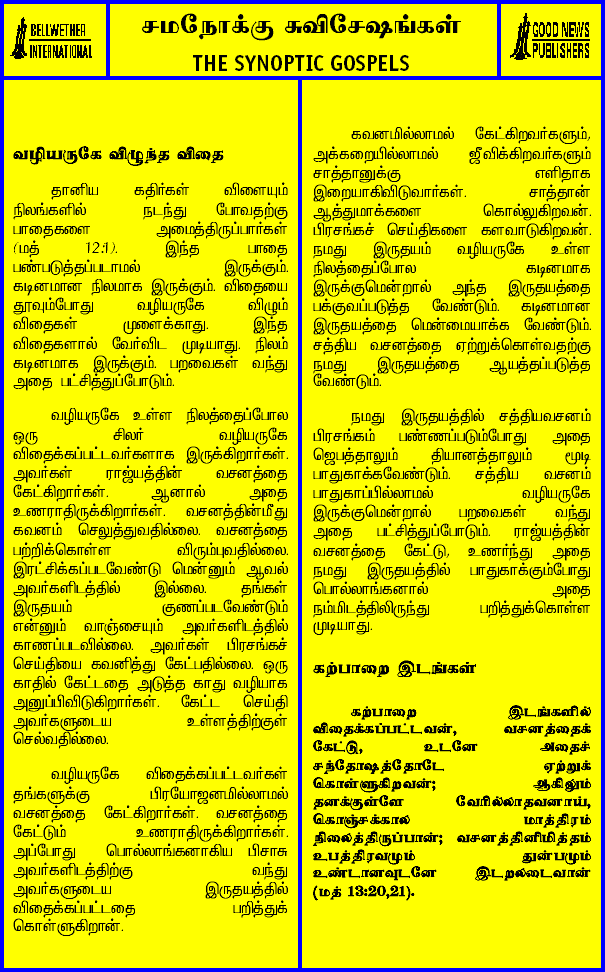 BELLWETHER
INTERNATIONAL
சமநோக்கு சுவிசேஷங்கள்
THE SYNOPTIC GOSPELS
GOOD NEWS
PUBLISHERS
வழியருகே விழுந்த விதை
தானிய கதிர்கள் விளையும்
நிலங்களில் நடந்து போவதற்கு
பாதைகளை அமைத்திருப்பார்கள்
(மத் 12:1). இந்த பாதை
பண்படுத்தப்படாமல் இருக்கும்.
கடினமான நிலமாக இருக்கும். விதையை
தூவும்போது வழியருகே விழும்
விதைகள் முளைக்காது. இந்த
விதைகளால் வேர்விட முடியாது. நிலம்
கடினமாக இருக்கும். பறவைகள் வந்து
அதை பட்சித்துப்போடும்.
வழியருகே உள்ள நிலத்தைப்போல
ஒரு சிலர் வழியருகே
விதைக்கப்பட்டவர்களாக இருக்கிறார்கள்.
அவர்கள் ராஜ்யத்தின் வசனத்தை
கேட்கிறார்கள். ஆனால் அதை
உணராதிருக்கிறார்கள். வசனத்தின்மீது
கவனம் செலுத்துவதில்லை. வசனத்தை
பற்றிக்கொள்ள விரும்புவதில்லை.
இரட்சிக்கப்படவேண்டு மென்னும் ஆவல்
அவர்களிடத்தில் இல்லை. தங்கள்
இருதயம் குணப்படவேண்டும்
என்னும் வாஞ்சையும் அவர்களிடத்தில்
காணப்படவில்லை. அவர்கள் பிரசங்கச்
செய்தியை கவனித்து கேட்பதில்லை. ஒரு
காதில் கேட்டதை அடுத்த காது வழியாக
அனுப்பிவிடுகிறார்கள். கேட்ட செய்தி
அவர்களுடைய உள்ளத்திற்குள்
செல்வதில்லை.
வழியருகே விதைக்கப்பட்டவர்கள்
தங்களுக்கு பிரயோஜனமில்லாமல்
வசனத்தை கேட்கிறார்கள். வசனத்தை
கேட்டும் உணராதிருக்கிறார்கள்.
அப்போது பொல்லாங்கனாகிய பிசாசு
அவர்களிடத்திற்கு வந்து
அவர்களுடைய இருதயத்தில்
விதைக்கப்பட்டதை பறித்துக்
கொள்ளுகிறான்.
கவனமில்லாமல் கேட்கிறவர்களும்,
அக்கறையில்லாமல் ஜீவிக்கிறவர்களும்
சாத்தானுக்கு எளிதாக
இறையாகிவிடுவார்கள். சாத்தான்
ஆத்துமாக்களை கொல்லுகிறவன்.
பிரசங்கச் செய்திகளை களவாடுகிறவன்.
நமது இருதயம் வழியருகே உள்ள
நிலத்தைப்போல கடினமாக
இருக்குமென்றால் அந்த இருதயத்தை
பக்குவப்படுத்த வேண்டும். கடினமான
இருதயத்தை மென்மையாக்க வேண்டும்.
சத்திய வசனத்தை ஏற்றுக்கொள்வதற்கு
நமது இருதயத்தை ஆயத்தப்படுத்த
வேண்டும்.
நமது இருதயத்தில் சத்தியவசனம்
பிரசங்கம் பண்ணப்படும்போது அதை
ஜெபத்தாலும் தியானத்தாலும் மூடி
பாதுகாக்கவேண்டும். சத்திய வசனம்
பாதுகாப்பில்லாமல் வழியருகே
இருக்குமென்றால் பறவைகள் வந்து
அதை பட்சித்துப்போடும். ராஜ்யத்தின்
வசனத்தை கேட்டு, உணர்ந்து அதை
நமது இருதயத்தில் பாதுகாக்கும்போது
பொல்லாங்கனால் அதை
நம்மிடத்திலிருந்து பறித்துக்கொள்ள
முடியாது.
கற்பாறை இடங்கள்
கற்பாறை இடங்களில்
விதைக்கப்பட்டவன், வசனத்தைக்
கேட்டு, உடனே அதைச்
சந்தோஷத்தோடே ஏற்றுக்
கொள்ளுகிறவன்; ஆகிலும்
தனக்குள்ளே வேரில்லாதவனாய்,
கொஞ்சக்கால் மாத்திரம்
நிலைத்திருப்பான்; வசனத்தினிமித்தம்
உபத்திரவமும் துன்பமும்
உண்டானவுடனே இடறலடைவான்
(மத் 13:20,21).